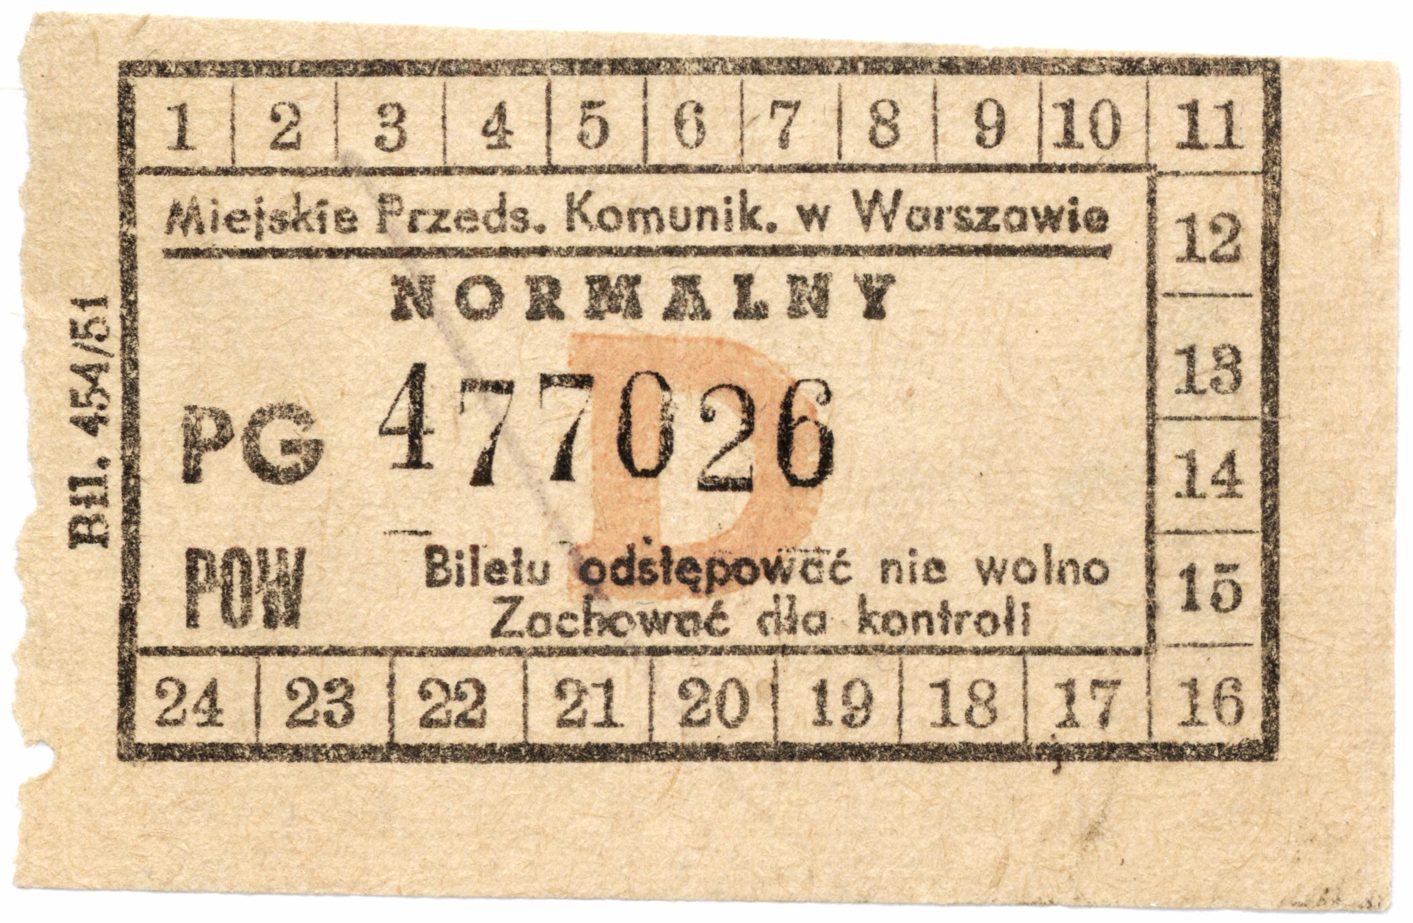 1 2 3 4 5 6 7 8 9 10 11
Miejskie Przeds. Komunik. w Warszawie
12
NORMALNY
13
PG 477026
D
14
POW
Biletu odstępować nie wolno
15
Zachować dla kontroli
24 23 22 21 20 19 18 17 16
Bil. 454/51